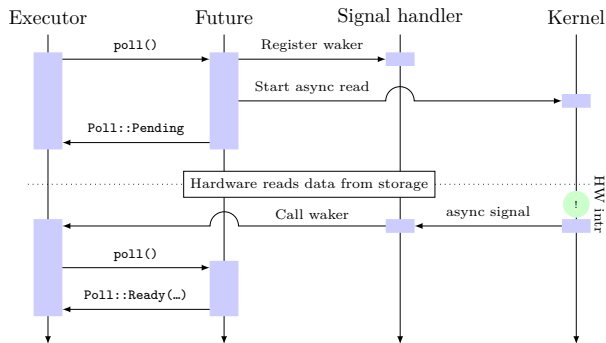 Executor
Future
Signal handler
Kernel
poll()
Register waker
Start async read
Poll::Pending
Hardware reads data from storage
HW intr
!
Call waker
async signal
poll()
Poll::Ready(…)